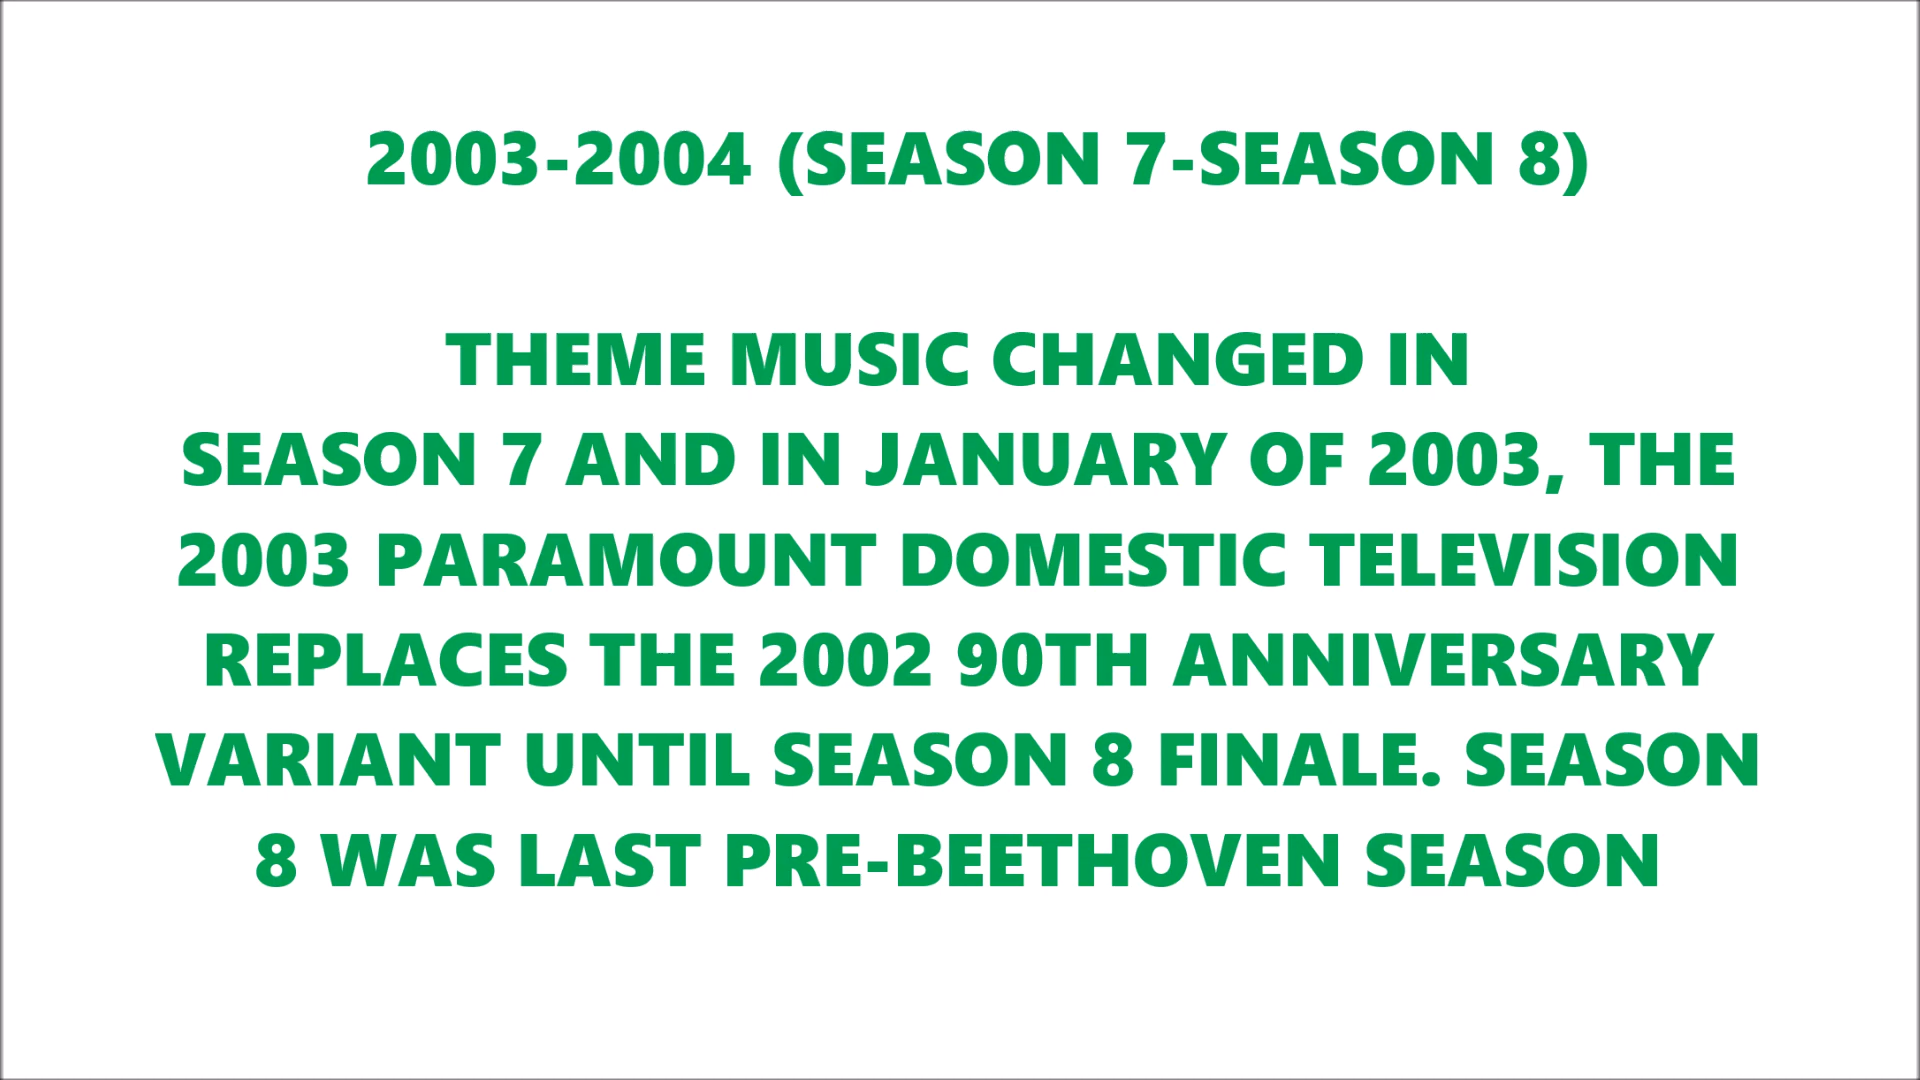 2003-2004 (SEASON 7-SEASON 8)
THEME MUSIC CHANGED IN
SEASON 7 AND IN JANUARY OF 2003, THE
2003 PARAMOUNT DOMESTIC TELEVISION
REPLACES THE 2002 90TH ANNIVERSARY
VARIANT UNTIL SEASON 8 FINALE. SEASON
8 WAS LAST PRE-BEETHOVEN SEASON